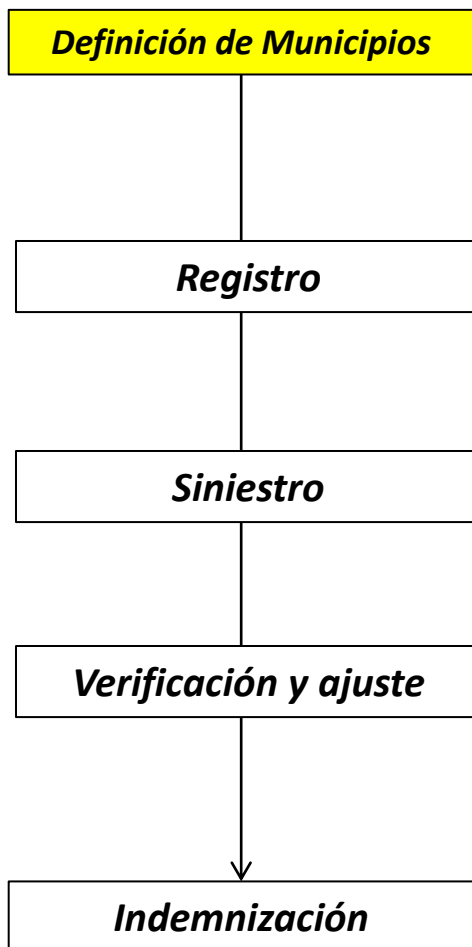 Definición de Municipios
Registro
Siniestro
Verificación y ajuste
Indemnización